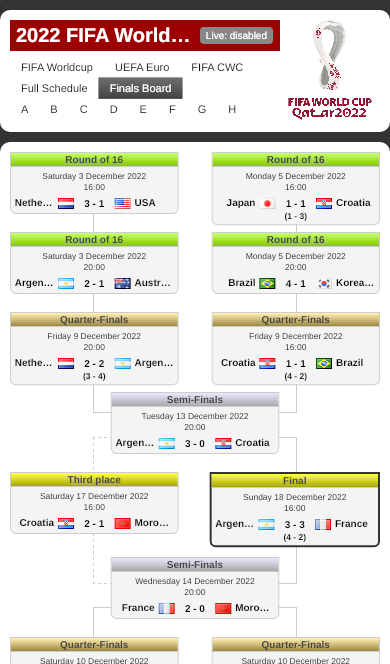 2022 FIFA World... Live: disabled
FIFA Worldcup UEFA Euro FIFA CWC
Full Schedule Finals Board
A B C D E F G H
FIFA WORLD CUP
Qatar2022
Round of 16
Saturday 3 December 2022
16:00
Nethe... 3 - 1 USA
Round of 16
Monday 5 December 2022
16:00
Japan 1 - 1 Croatia
(1 - 3)
Round of 16
Saturday 3 December 2022
20:00
Argen... 2 - 1 Austr...
Round of 16
Monday 5 December 2022
20:00
Brazil 4 - 1 Korea...
Quarter-Finals
Friday 9 December 2022
20:00
Nethe... 2 - 2 Argen...
(3 - 4)
Quarter-Finals
Friday 9 December 2022
16:00
Croatia 1 - 1 Brazil
(4 - 2)
Semi-Finals
Tuesday 13 December 2022
20:00
Argen... 3 - 0 Croatia
Third place
Saturday 17 December 2022
16:00
Croatia 2 - 1 Moro...
Final
Sunday 18 December 2022
16:00
Argen... 3 - 3 France
(4 - 2)
Semi-Finals
Wednesday 14 December 2022
20:00
France 2 - 0 Moro...
Quarter-Finals
Saturday 10 December 2022
Quarter-Finals
Saturday 10 December 2022